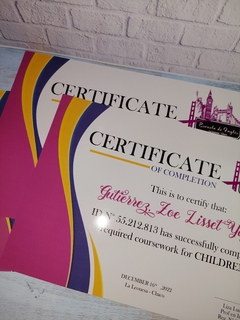 CERTIFICATE
CERTIFICATE
OF COMPLETION
This is to certify that:
Gutierrez Zoe Lisset
55,212,813 has successfully comp
required coursework for CHILDRE
DECEMBER 16th - 2022
La Leonesa - Chaco